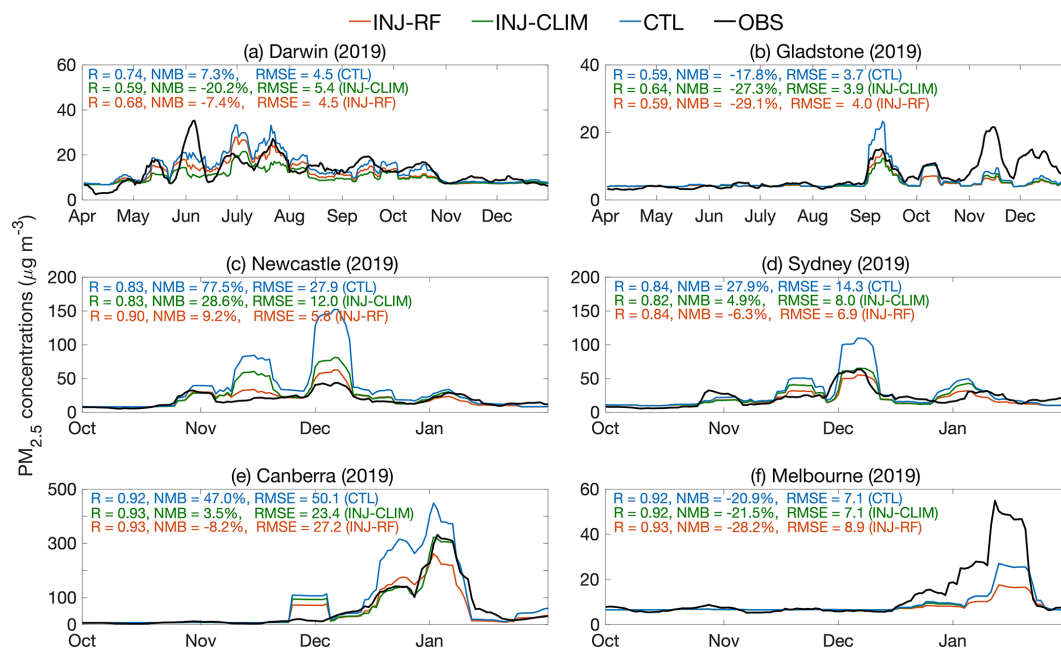 INJ-RF INJ-CLIM CTL OBS
(a) Darwin (2019)
R = 0.74, NMB = 7.3%, RMSE = 4.5 (CTL)
R = 0.59, NMB = -20.2%, RMSE = 5.4 (INJ-CLIM)
R = 0.68, NMB = -7.4%, RMSE = 4.5 (INJ-RF)
60
40
20
0
Apr May Jun July Aug Sep Oct Nov Dec
(b) Gladstone (2019)
R = 0.59, NMB = -17.8%, RMSE = 3.7 (CTL)
R = 0.64, NMB = -27.3%, RMSE = 3.9 (INJ-CLIM)
R = 0.59, NMB = -29.1%, RMSE = 4.0 (INJ-RF)
40
20
0
Apr May Jun July Aug Sep Oct Nov Dec
PM2.5 concentrations (μg m-3)
(c) Newcastle (2019)
R = 0.83, NMB = 77.5%, RMSE = 27.9 (CTL)
R = 0.83, NMB = 28.6%, RMSE = 12.0 (INJ-CLIM)
R = 0.90, NMB = 9.2%, RMSE = 5.8 (INJ-RF)
200
150
100
50
0
Oct Nov Dec Jan
(d) Sydney (2019)
R = 0.84, NMB = 27.9%, RMSE = 14.3 (CTL)
R = 0.82, NMB = 4.9%, RMSE = 8.0 (INJ-CLIM)
R = 0.84, NMB = -6.3%, RMSE = 6.9 (INJ-RF)
200
150
100
50
0
Oct Nov Dec Jan
(e) Canberra (2019)
R = 0.92, NMB = 47.0%, RMSE = 50.1 (CTL)
R = 0.93, NMB = 3.5%, RMSE = 23.4 (INJ-CLIM)
R = 0.93, NMB = -8.2%, RMSE = 27.2 (INJ-RF)
500
300
100
0
Oct Nov Dec Jan
(f) Melbourne (2019)
R = 0.92, NMB = -20.9%, RMSE = 7.1 (CTL)
R = 0.92, NMB = -21.5%, RMSE = 7.1 (INJ-CLIM)
R = 0.93, NMB = -28.2%, RMSE = 8.9 (INJ-RF)
60
40
20
0
Oct Nov Dec Jan